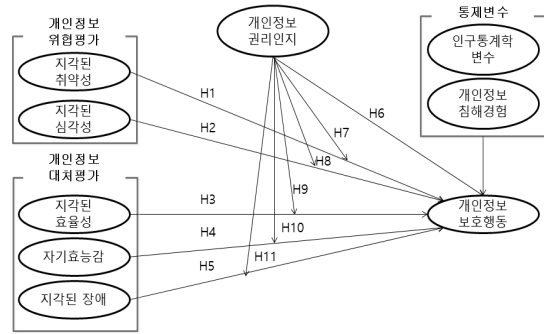 개인정보
위협평가
지각된
취약성
지각된
심각성
개인정보
대처평가
지각된
효율성
자기효능감
지각된 장애
개인정보
권리인지
통제변수
인구통계학
변수
개인정보
침해경험
개인정보
보호행동
H1
H2
H3
H4
H5
H6
H7
H8
H9
H10
H11